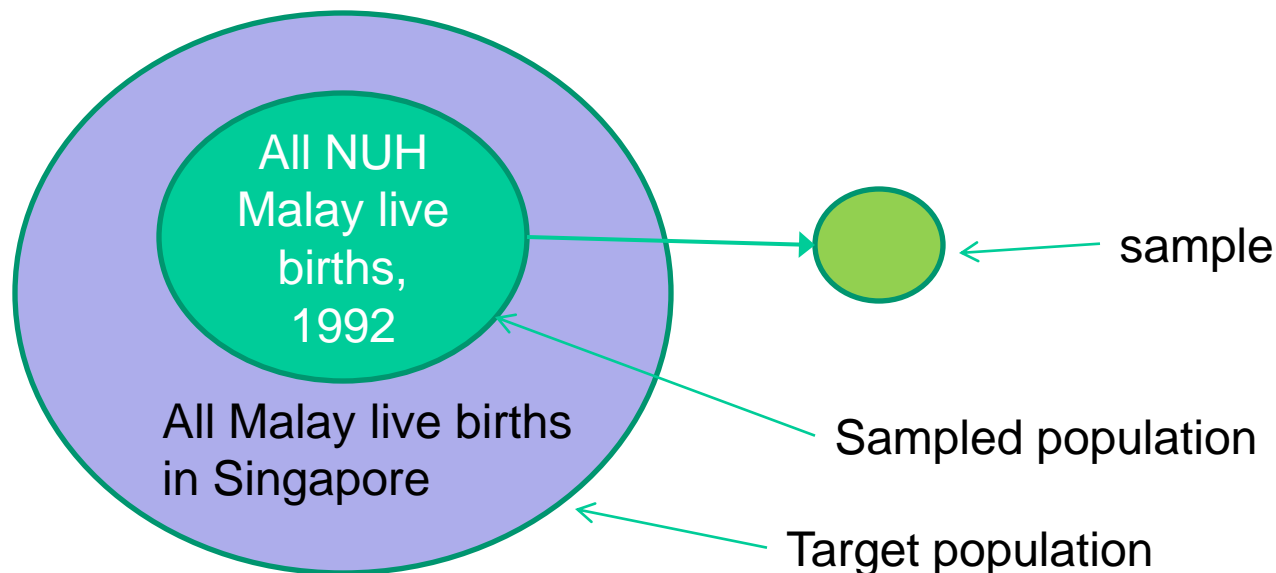 All NUH
Malay live
births,
1992
All Malay live births
in Singapore
sample
Sampled population
Target population